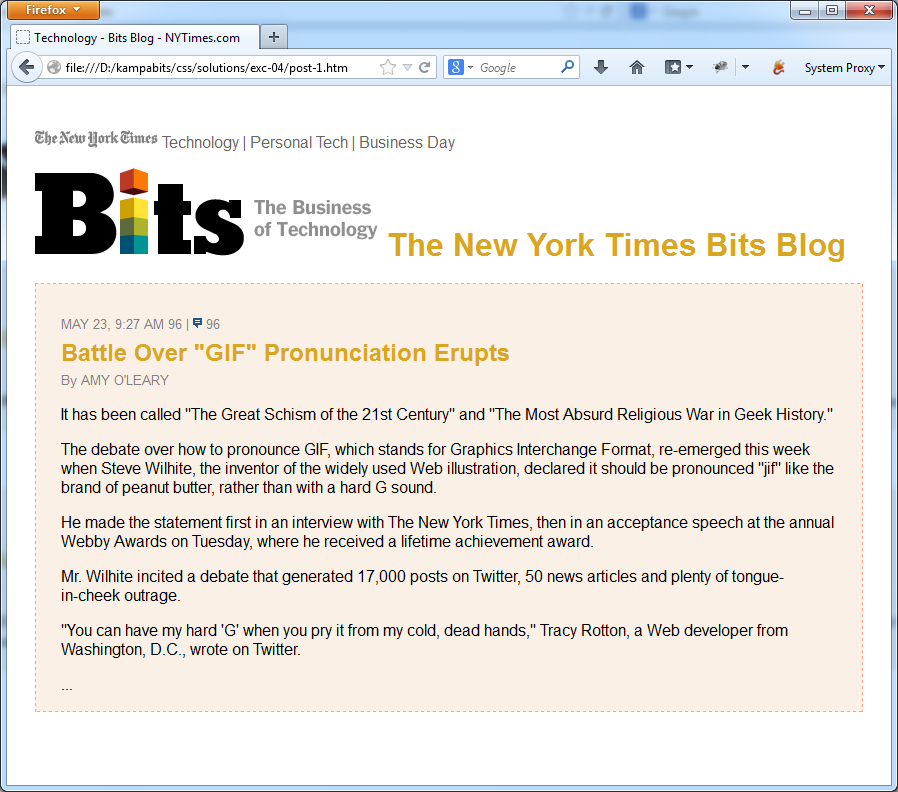 Firefox
Technology - Bits Blog - NYTimes.com
file:///D:/kampabits/css/solutions/exc-04/post-1.htm
Google
System Proxy
The New York Times Technology | Personal Tech | Business Day
Bits
The Business
of Technology
The New York Times Bits Blog
MAY 23, 9:27 AM 96 | 96
Battle Over "GIF" Pronunciation Erupts
By AMY O'LEARY
It has been called "The Great Schism of the 21st Century" and "The Most Absurd Religious War in Geek History."
The debate over how to pronounce GIF, which stands for Graphics Interchange Format, re-emerged this week
when Steve Wilhite, the inventor of the widely used Web illustration, declared it should be pronounced "jif" like the
brand of peanut butter, rather than with a hard G sound.
He made the statement first in an interview with The New York Times, then in an acceptance speech at the annual
Webby Awards on Tuesday, where he received a lifetime achievement award.
Mr. Wilhite incited a debate that generated 17,000 posts on Twitter, 50 news articles and plenty of tongue-
in-cheek outrage.
"You can have my hard 'G' when you pry it from my cold, dead hands," Tracy Rotton, a Web developer from
Washington, D.C., wrote on Twitter.
...